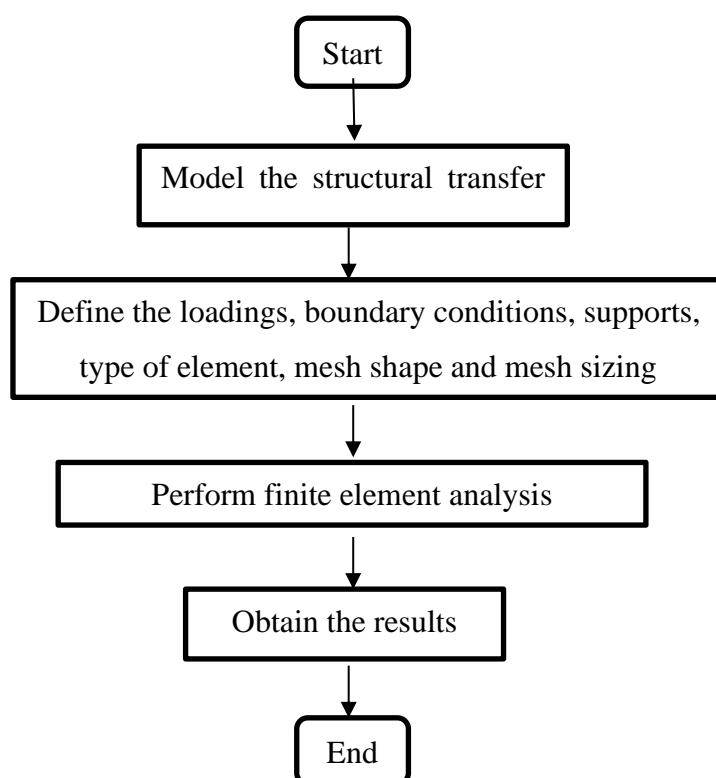 Start
Model the structural transfer
Define the loadings, boundary conditions, supports,
type of element, mesh shape and mesh sizing
Perform finite element analysis
Obtain the results
End